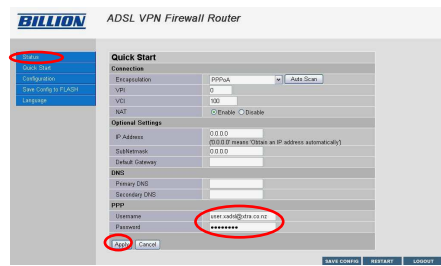 BILLION
ADSL VPN Firewall Router
Status
Quick Start
Configuration
Save Config to FLASH
Language
Quick Start
Connection
Encapsulation PPPoA Auto Scan
VPI 0
VCI 100
NAT Enable Disable
Optional Settings
IP Address 0.0.0.0
('0.0.0.0' means 'Obtain an IP address automatically')
SubNetmask 0.0.0.0
Default Gateway
DNS
Primary DNS
Secondary DNS
PPP
Username user.xadsl@xtra.co.nz
Password ••••••••
Apply Cancel
SAVE CONFIG RESTART LOGOUT